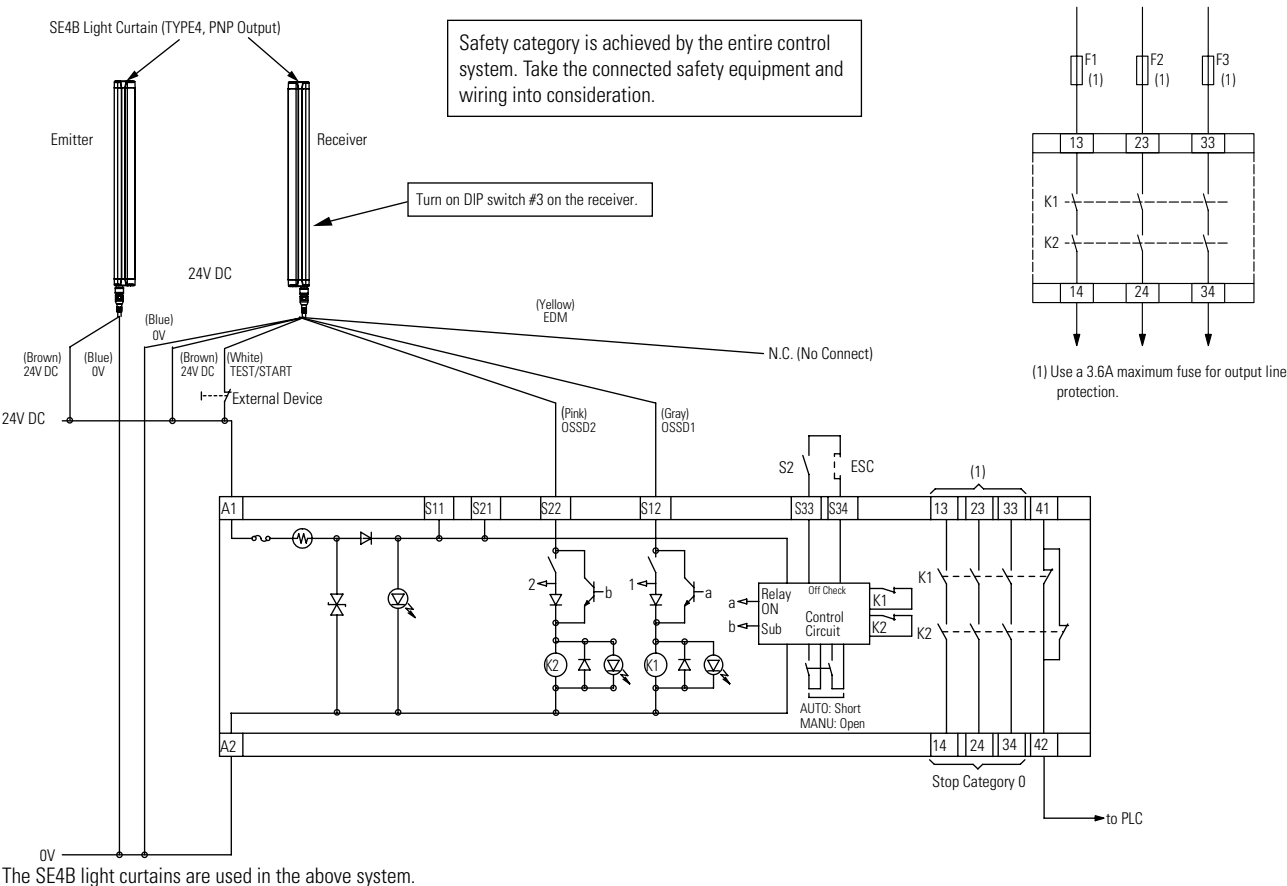 SE4B Light Curtain (TYPE4, PNP Output)
Safety category is achieved by the entire control
system. Take the connected safety equipment and
wiring into consideration.
F1
(1)
F2
(1)
F3
(1)
Emitter
Receiver
13
23
33
Turn on DIP switch #3 on the receiver.
K1
K2
24V DC
14
24
34
(Yellow)
EDM
(Blue)
0V
N.C. (No Connect)
(Brown)
24V DC
(Blue)
0V
(Brown)
24V DC
(White)
TEST/START
(1) Use a 3.6A maximum fuse for output line
protection.
External Device
24V DC
(Pink)
OSSD2
(Gray)
OSSD1
S2
ESC
(1)
A1
S11
S21
S22
S12
S33
S34
13
23
33
41
2
b
1
a
a
b
Relay
ON
Sub
Off Check
Control
Circuit
K1
K2
K1
K2
K2
K1
AUTO: Short
MANU: Open
A2
14
24
34
42
Stop Category 0
to PLC
0V
The SE4B light curtains are used in the above system.